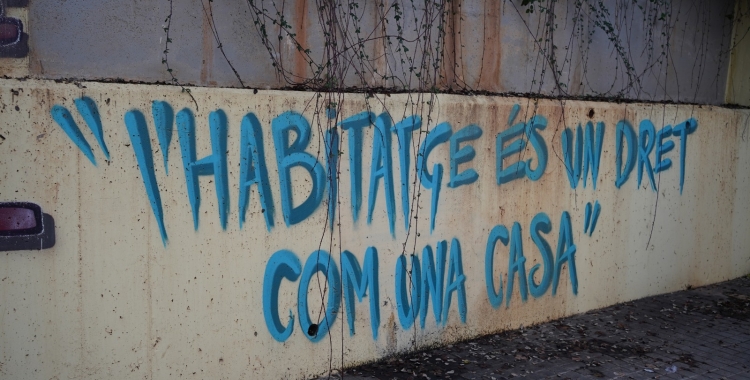 "l'HABITATGE ÉS UN DRET
COM UNA CASA"